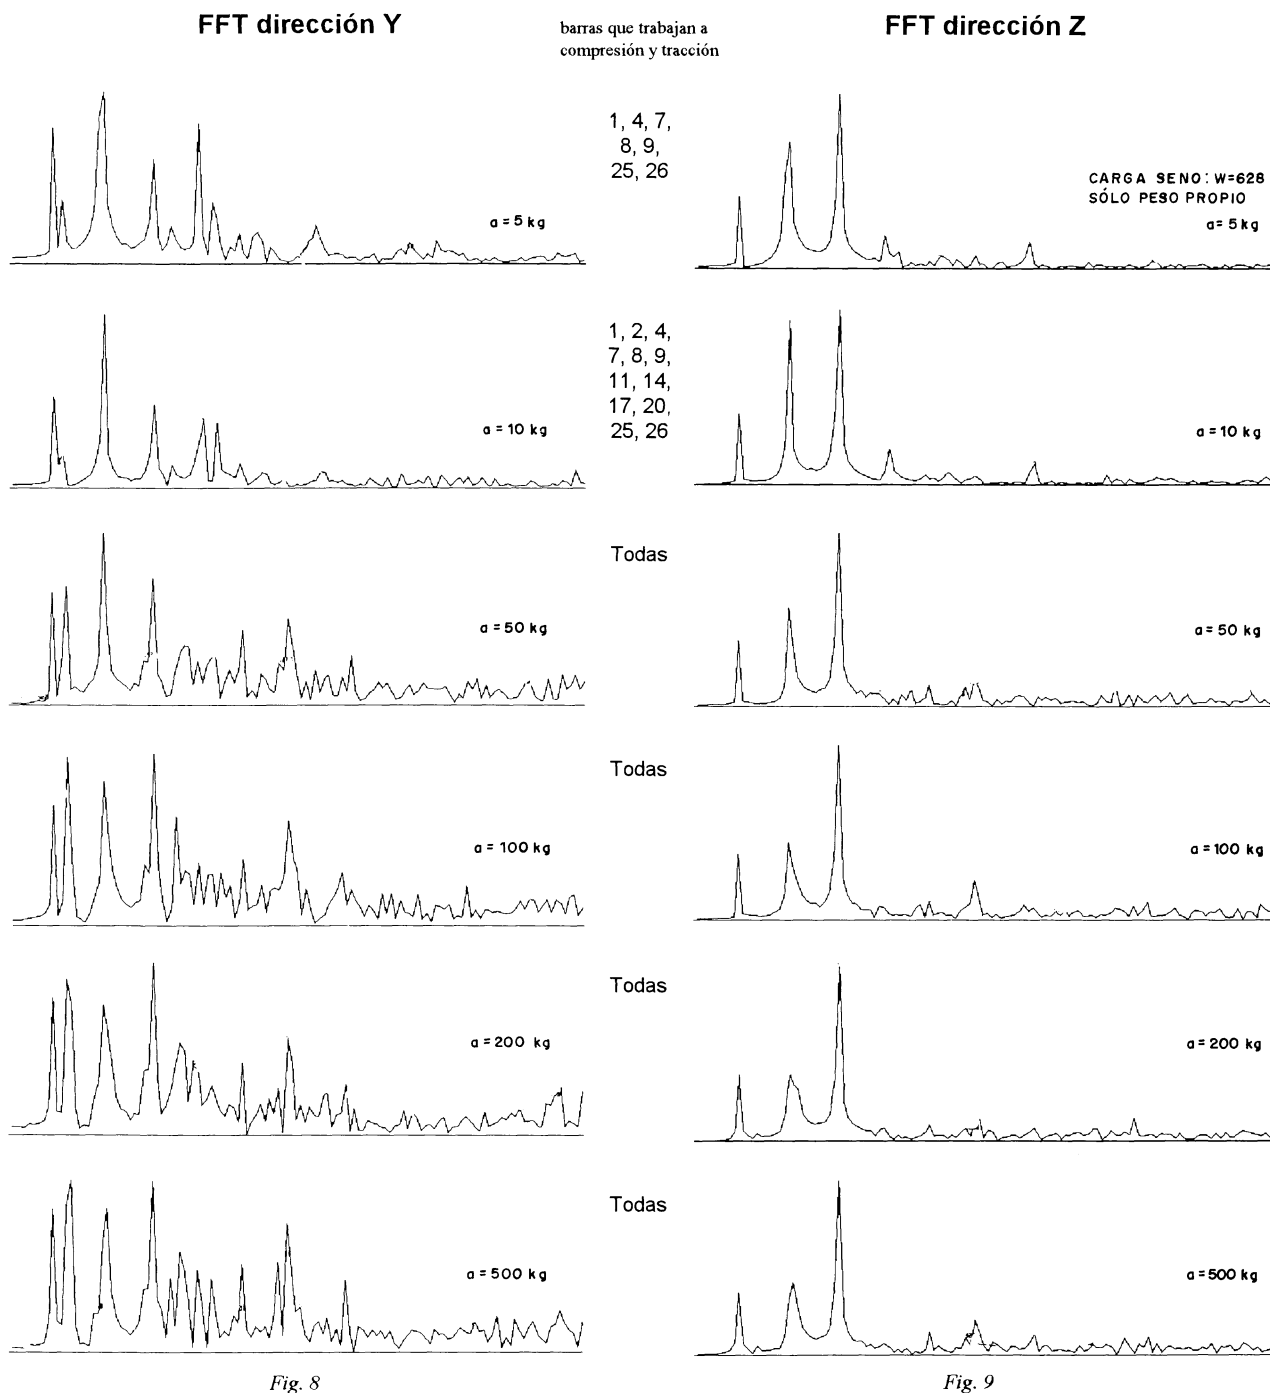 FFT dirección Y
barras que trabajan a
compresión y tracción
FFT dirección Z
1, 4, 7,
8, 9,
25, 26
a = 5 kg
CARGA SENO: W=628
SÓLO PESO PROPIO
a = 5 kg
1, 2, 4,
7, 8, 9,
11, 14,
17, 20,
25, 26
a = 10 kg
a = 10 kg
Todas
a = 50 kg
a = 50 kg
Todas
a = 100 kg
a = 100 kg
Todas
a = 200 kg
a = 200 kg
Todas
a = 500 kg
a = 500 kg
Fig. 8
Fig. 9